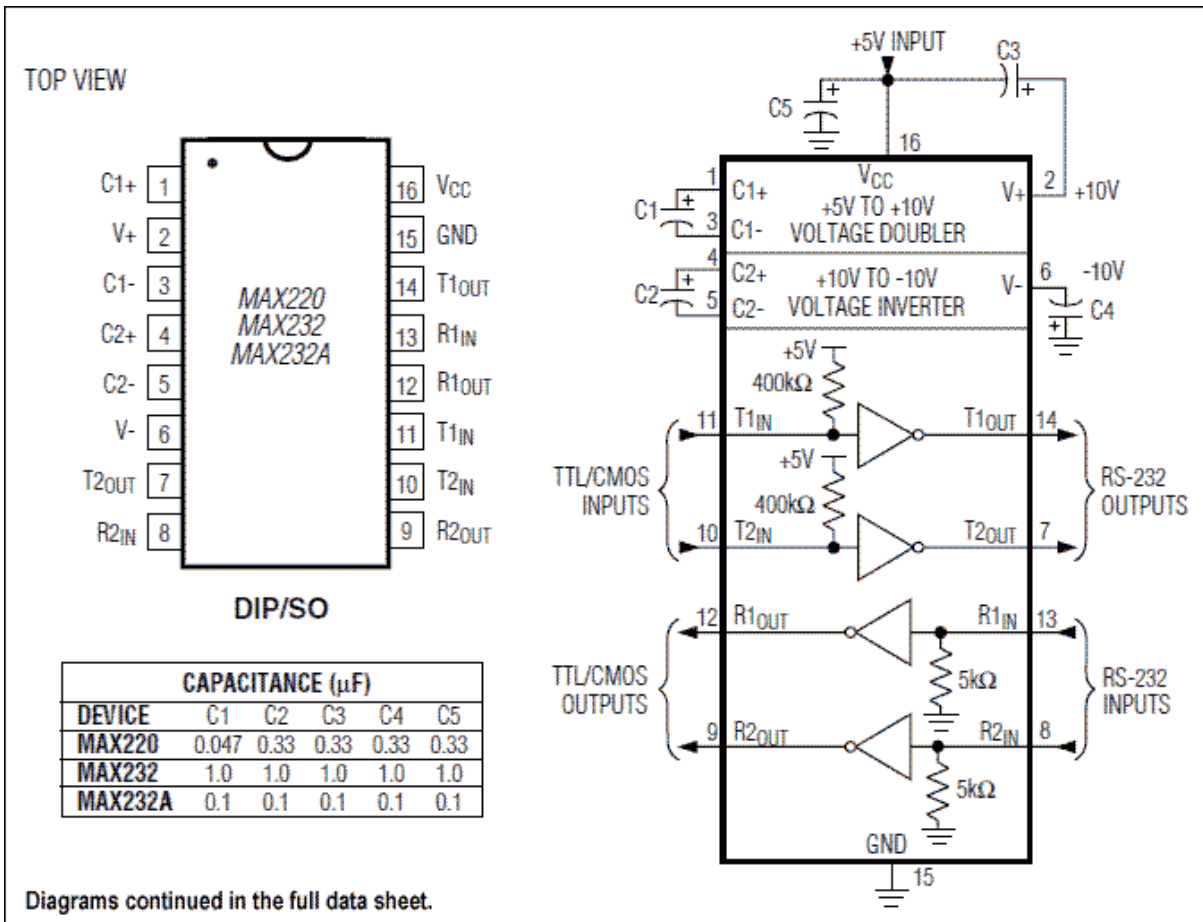 TOP VIEW
C1+ 1
V+ 2
C1- 3
C2+ 4
C2- 5
V- 6
T2OUT 7
R2IN 8
MAX220
MAX232
MAX232A
16 VCC
15 GND
14 T1OUT
13 R1IN
12 R1OUT
11 T1IN
10 T2IN
9 R2OUT
DIP/SO
CAPACITANCE (µF)
DEVICE C1 C2 C3 C4 C5
MAX220 0.047 0.33 0.33 0.33 0.33
MAX232 1.0 1.0 1.0 1.0 1.0
MAX232A 0.1 0.1 0.1 0.1 0.1
Diagrams continued in the full data sheet.
+5V INPUT
C3
+
C5
+
16
VCC
1
C1+
C1
+
3
C1-
+5V TO +10V
VOLTAGE DOUBLER
V+
2
+10V
4
C2+
C2
+
5
C2-
+10V TO -10V
VOLTAGE INVERTER
V-
6
-10V
+
C4
+5V
400kΩ
11 T1IN
T1OUT 14
+5V
400kΩ
TTL/CMOS
INPUTS
RS-232
OUTPUTS
10 T2IN
T2OUT 7
12 R1OUT
R1IN 13
5kΩ
TTL/CMOS
OUTPUTS
RS-232
INPUTS
9 R2OUT
R2IN 8
5kΩ
GND
15